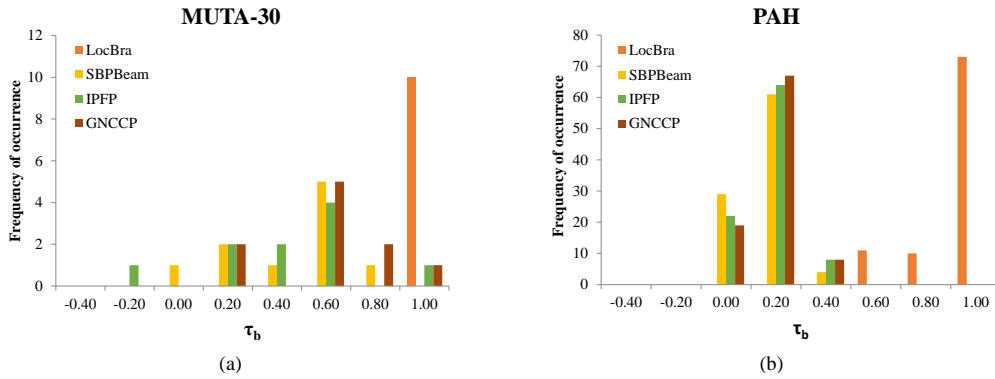 MUTA-30
12
10
8
6
4
2
0
Frequency of occurrence
LocBra
SBPBeam
IPFP
GNCCP
-0.40 -0.20 0.00 0.20 0.40 0.60 0.80 1.00
τb
(a)
PAH
80
70
60
50
40
30
20
10
0
Frequency of occurrence
LocBra
SBPBeam
IPFP
GNCCP
-0.40 -0.20 0.00 0.20 0.40 0.60 0.80 1.00
τb
(b)